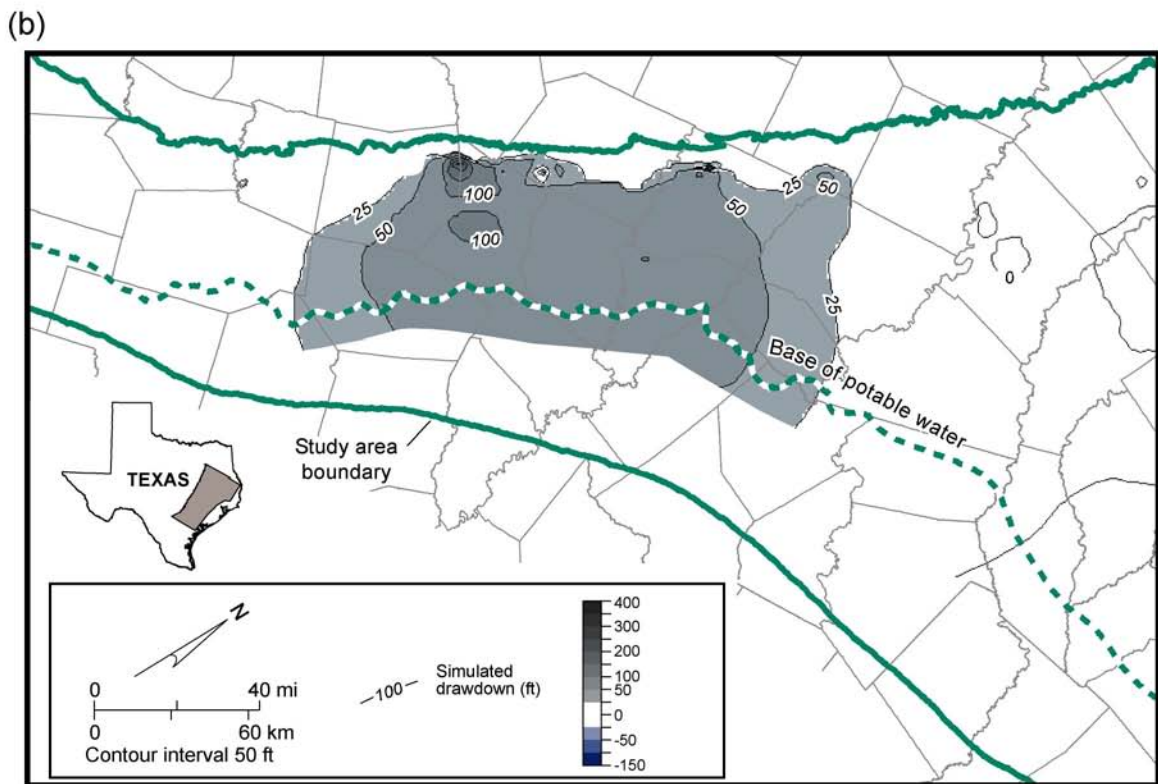 (b)
25
50
100
100
50
25
50
25
0
Base of potable water
Study area
boundary
TEXAS
N
0 40 mi
0 60 km
Contour interval 50 ft
100
Simulated
drawdown (ft)
400
300
200
100
50
0
-50
-150